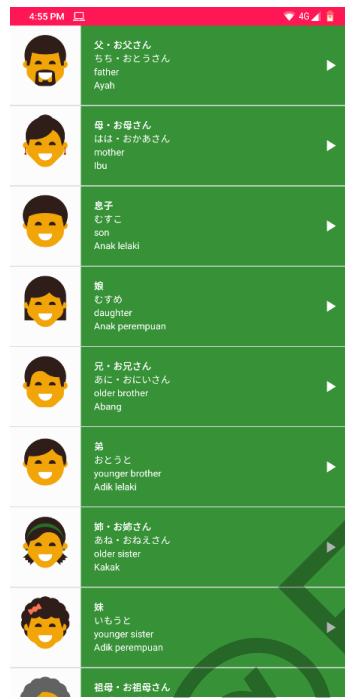 4:55 PM
4G
父・お父さん
ちち・おとうさん
father
Ayah
母・お母さん
はは・おかあさん
mother
Ibu
息子
むすこ
son
Anak lelaki
娘
むすめ
daughter
Anak perempuan
兄・お兄さん
あに・おにいさん
older brother
Abang
弟
おとうと
younger brother
Adik lelaki
姉・お姉さん
あね・おねえさん
older sister
Kakak
妹
いもうと
younger sister
Adik perempuan
祖母・お祖母さん